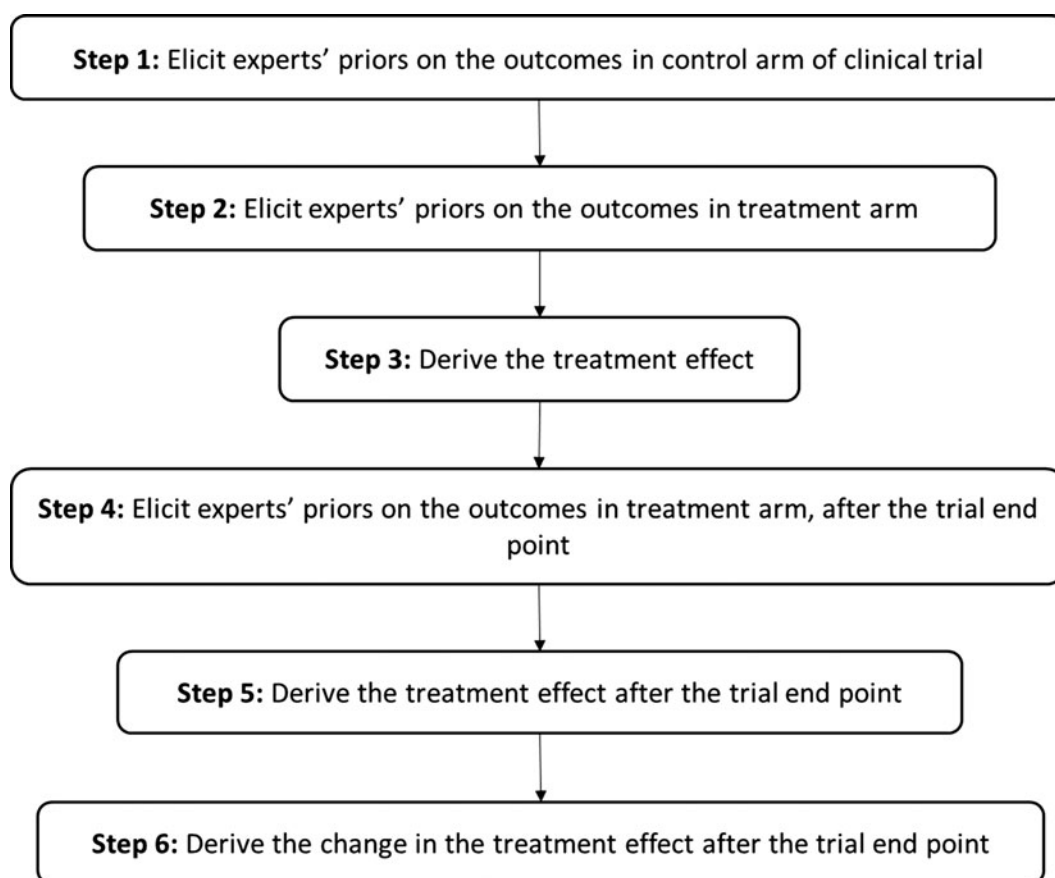 Step 1: Elicit experts’ priors on the outcomes in control arm of clinical trial
Step 2: Elicit experts’ priors on the outcomes in treatment arm
Step 3: Derive the treatment effect
Step 4: Elicit experts’ priors on the outcomes in treatment arm, after the trial end
point
Step 5: Derive the treatment effect after the trial end point
Step 6: Derive the change in the treatment effect after the trial end point